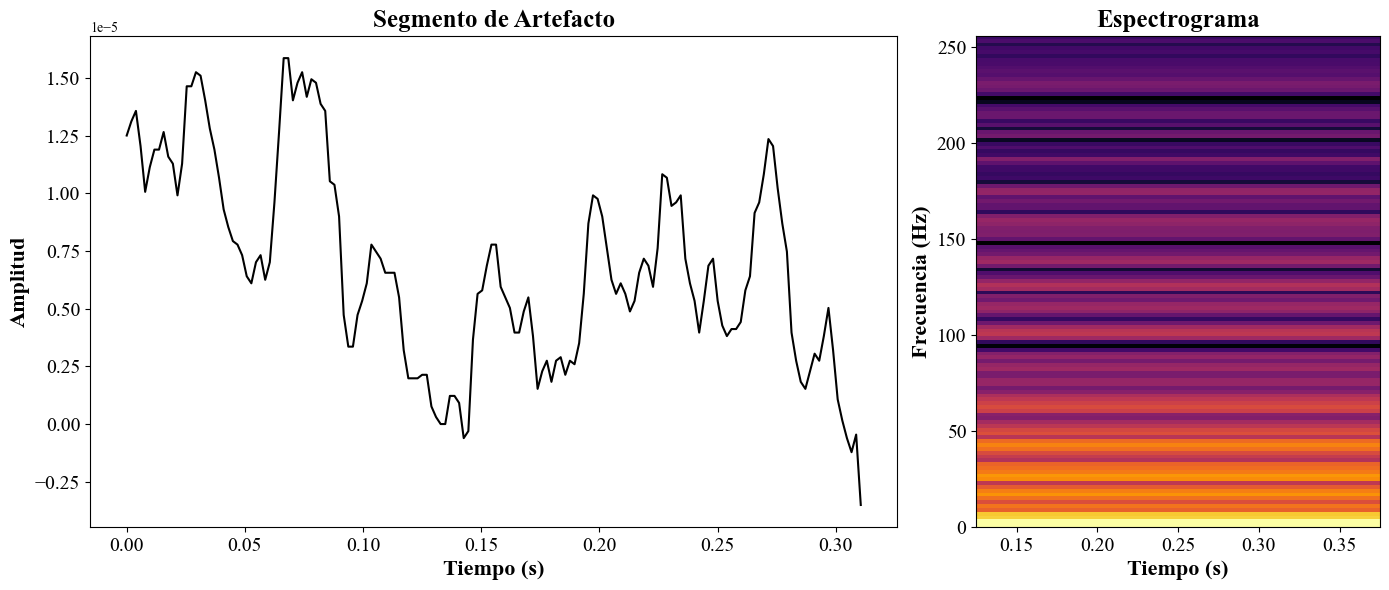 Segmento de Artefacto
1e−5
1.50
1.25
1.00
0.75
0.50
0.25
0.00
−0.25
Amplitud
0.00 0.05 0.10 0.15 0.20 0.25 0.30
Tiempo (s)
Espectrograma
250
200
150
100
50
0
Frecuencia (Hz)
0.15 0.20 0.25 0.30 0.35
Tiempo (s)